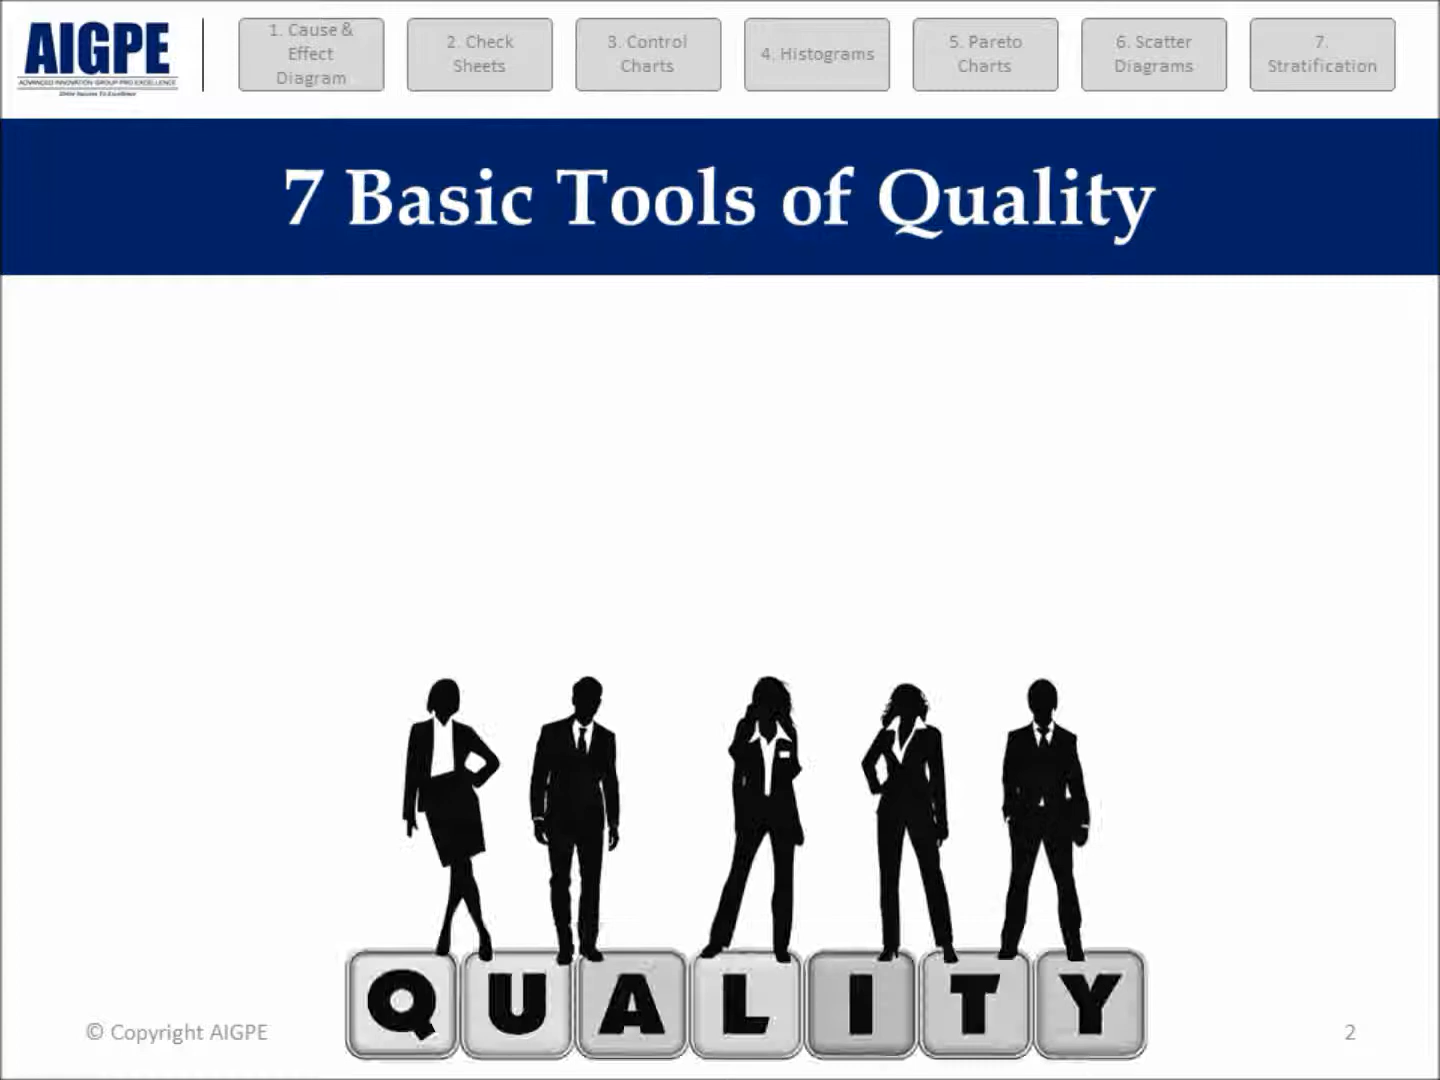 AIGPE
ADVANCED INNOVATION GROUP PRO EXCELLENCE
1. Cause &
Effect
Diagram
2. Check
Sheets
3. Control
Charts
4. Histograms
5. Pareto
Charts
6. Scatter
Diagrams
7.
Stratification
7 Basic Tools of Quality
QUALITY
© Copyright AIGPE
2